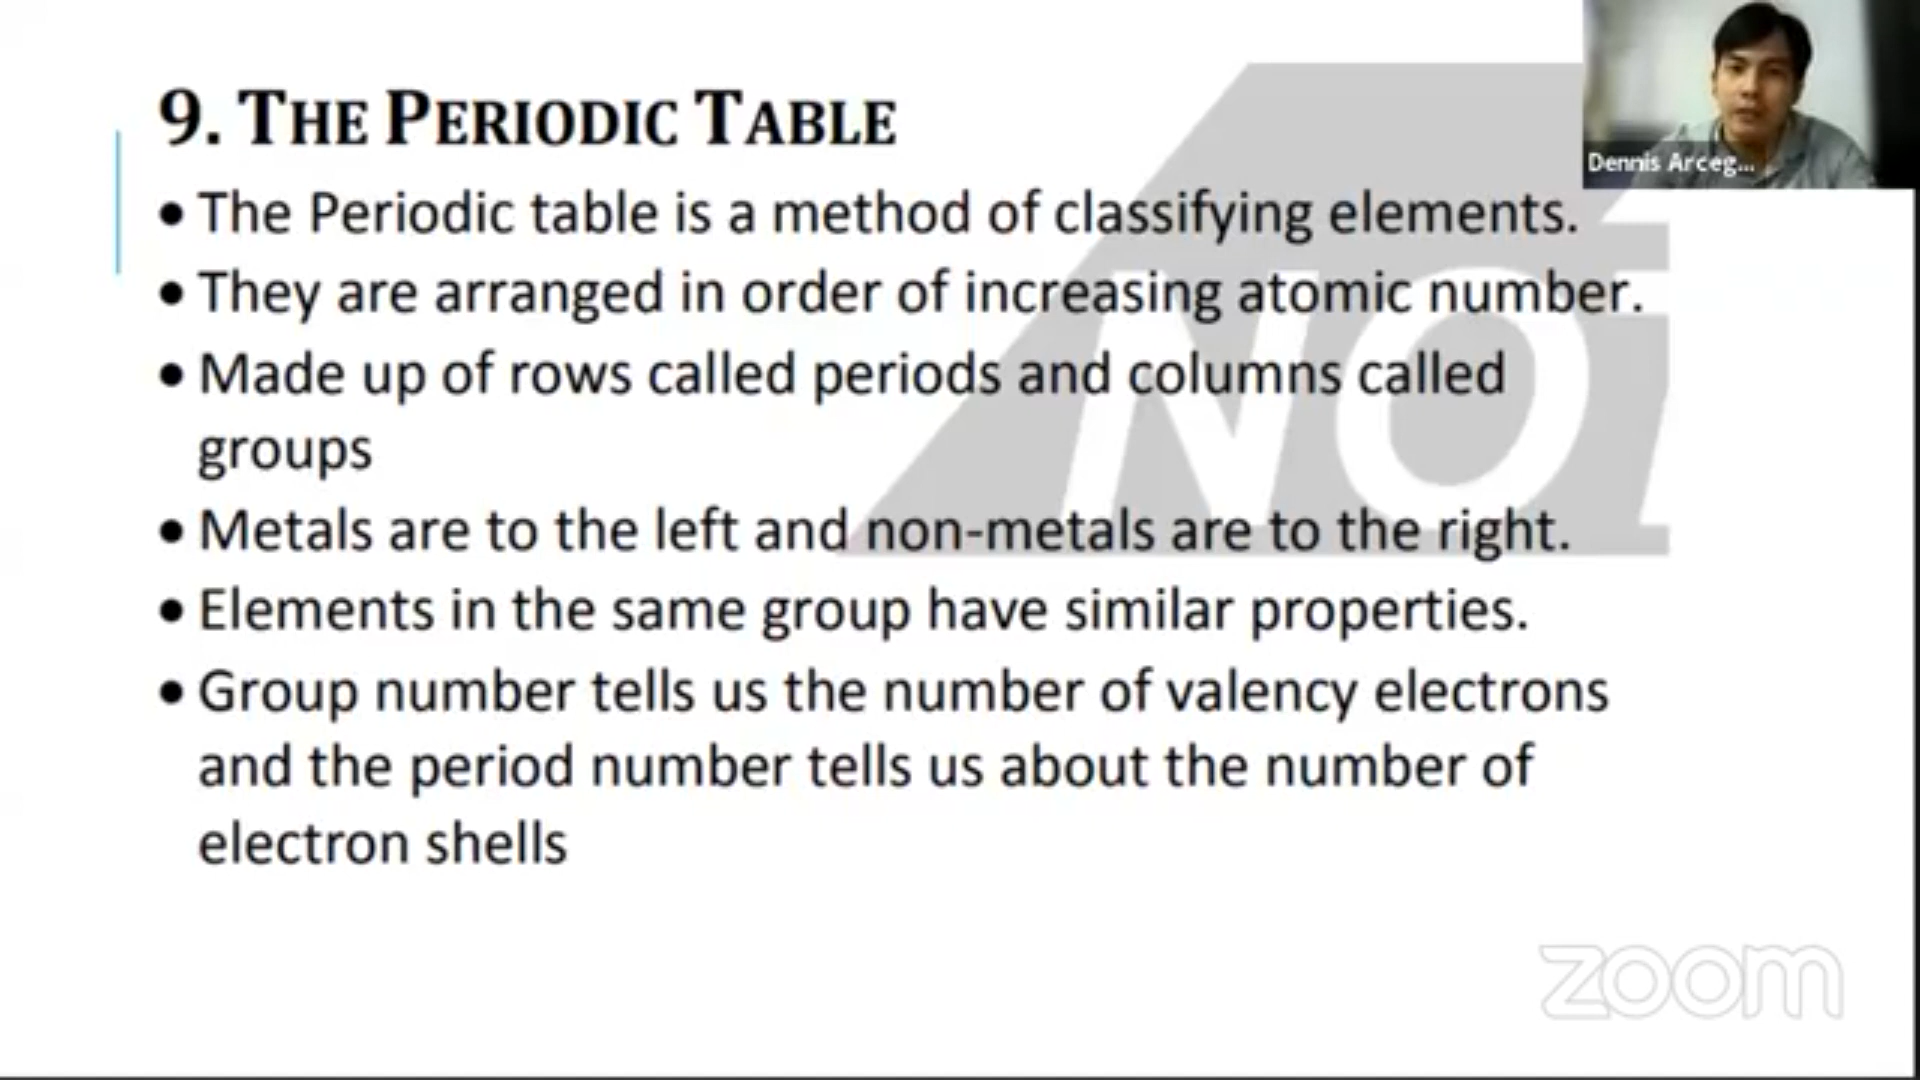 9. THE PERIODIC TABLE
Dennis Arceg...
• The Periodic table is a method of classifying elements.
• They are arranged in order of increasing atomic number.
• Made up of rows called periods and columns called
groups
• Metals are to the left and non-metals are to the right.
• Elements in the same group have similar properties.
• Group number tells us the number of valency electrons
and the period number tells us about the number of
electron shells
zoom